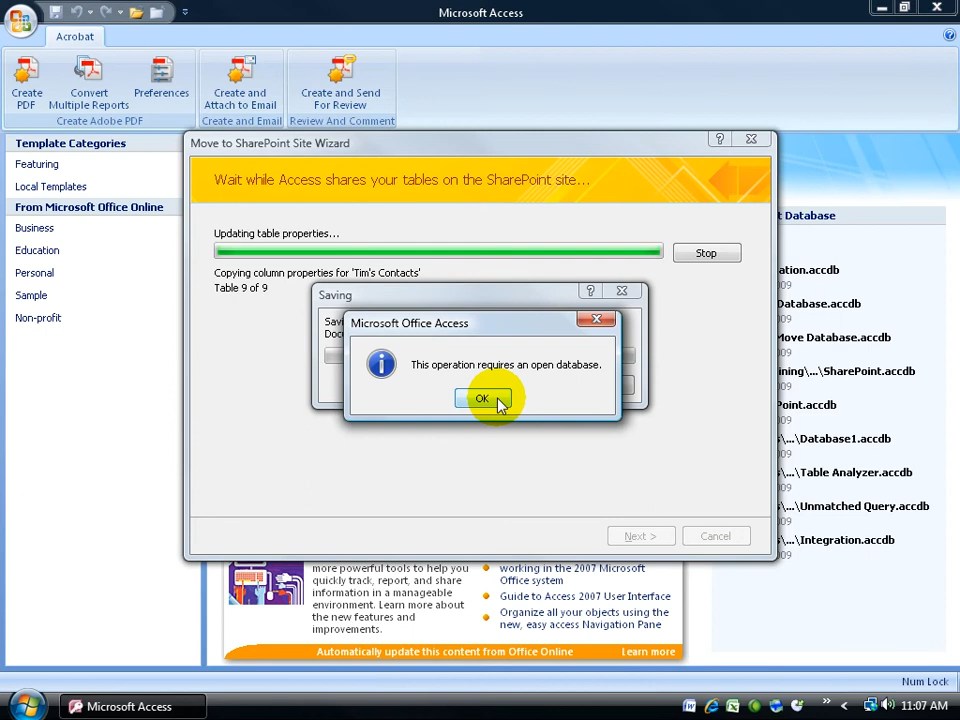 Microsoft Access
Acrobat
Create
PDF
Convert
Multiple Reports
Preferences
Create and
Attach to Email
Create and Send
For Review
Create Adobe PDF
Create and Email
Review And Comment
Template Categories
Featuring
Local Templates
From Microsoft Office Online
Business
Education
Personal
Sample
Non-profit
Move to SharePoint Site Wizard
Wait while Access shares your tables on the SharePoint site...
Updating table properties...
Stop
Copying column properties for 'Tim's Contacts'
Table 9 of 9
Saving
Microsoft Office Access
This operation requires an open database.
OK
Next >
Cancel
Database
ation.accdb
2009
Database.accdb
2009
Move Database.accdb
2009
ining\...\SharePoint.accdb
2009
Point.accdb
2009
s\...\Database1.accdb
2009
s\...\Table Analyzer.accdb
2009
s\...\Unmatched Query.accdb
2009
s\...\Integration.accdb
2009
more powerful tools to help you
quickly track, report, and share
information in a manageable
environment. Learn more about
the new features and
improvements.
working in the 2007 Microsoft
Office system
Guide to Access 2007 User Interface
Organize all your objects using the
new, easy access Navigation Pane
Automatically update this content from Office Online
Learn more
Num Lock
Microsoft Access
11:07 AM